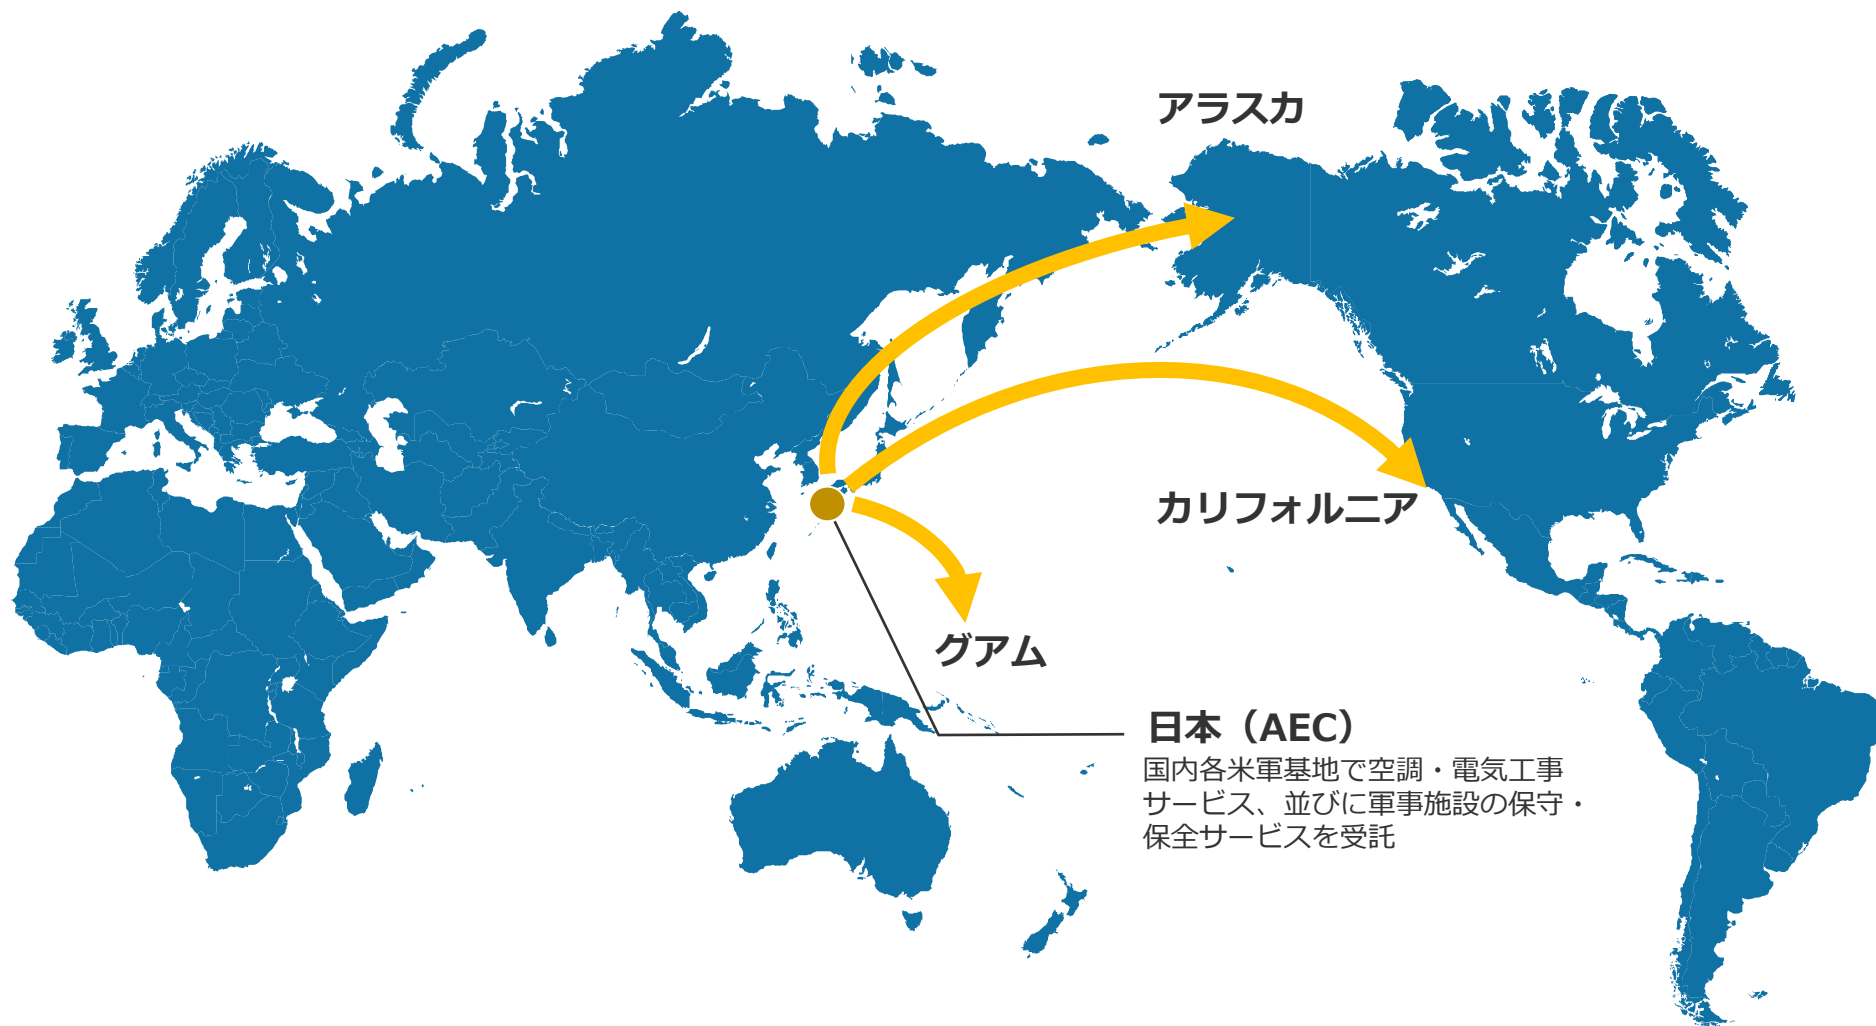 アラスカ
カリフォルニア
グアム
日本（AEC）
国内各米軍基地で空調・電気工事
サービス、並びに軍事施設の保守・
保全サービスを受託